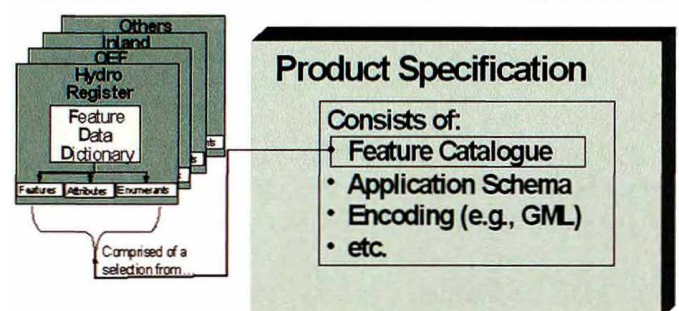 Others
Inland
OEF
Hydro
Register
Feature
Data
Dictionary
Features Attributes Enumerants
Comprised of a
selection from...
Product Specification
Consists of:
Feature Catalogue
• Application Schema
• Encoding (e.g., GML)
• etc.